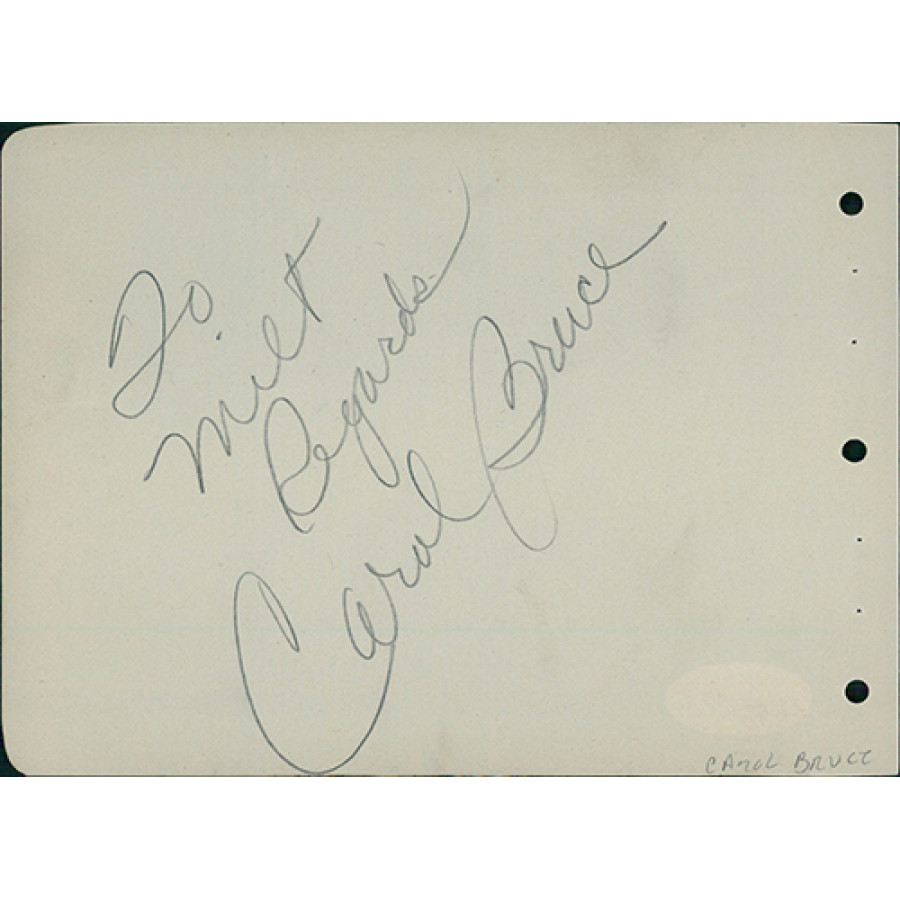 To.
Milt
Regards.
Carol Bruce
CAROL BRUCE